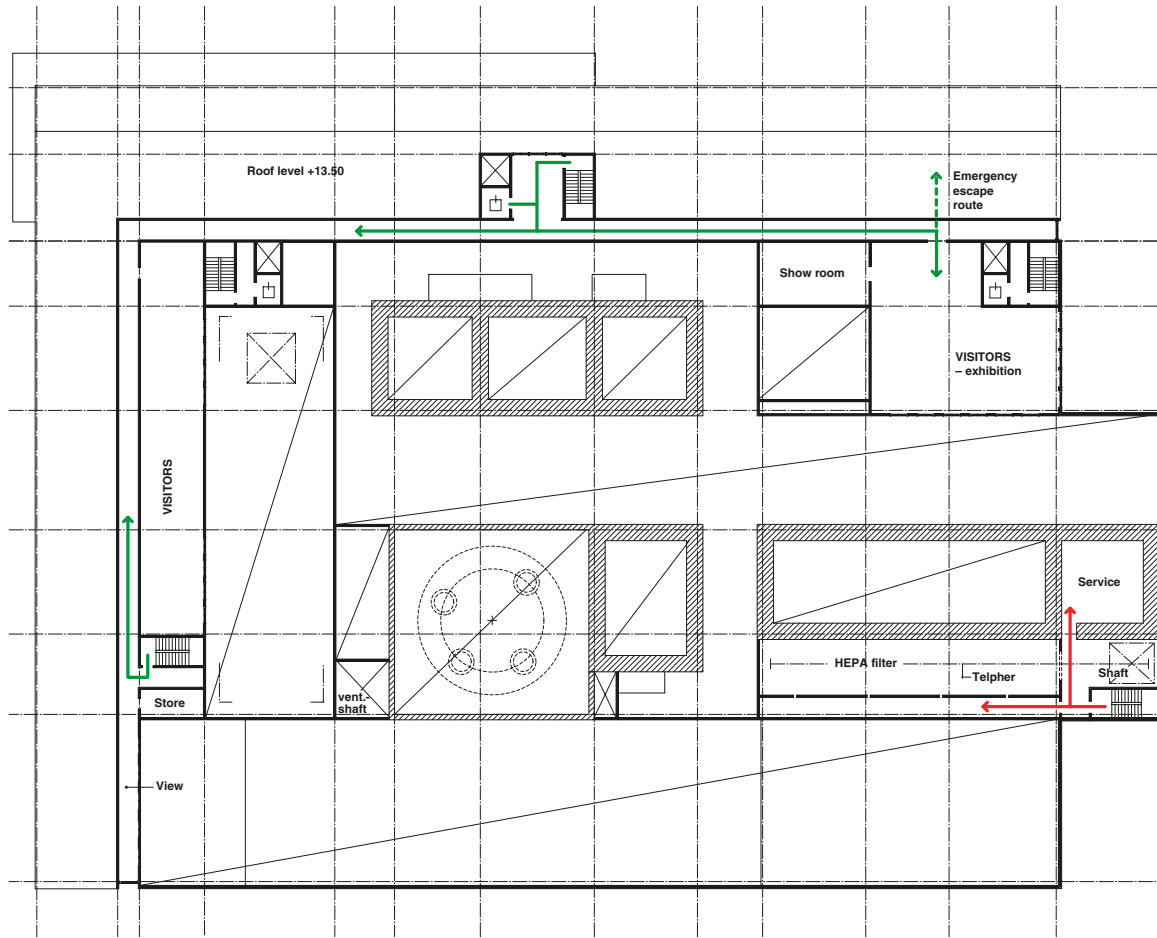 Roof level +13.50
Emergency
escape
route
Show room
VISITORS
– exhibition
VISITORS
Service
HEPA filter
Telpher
Shaft
Store
vent.-
shaft
View